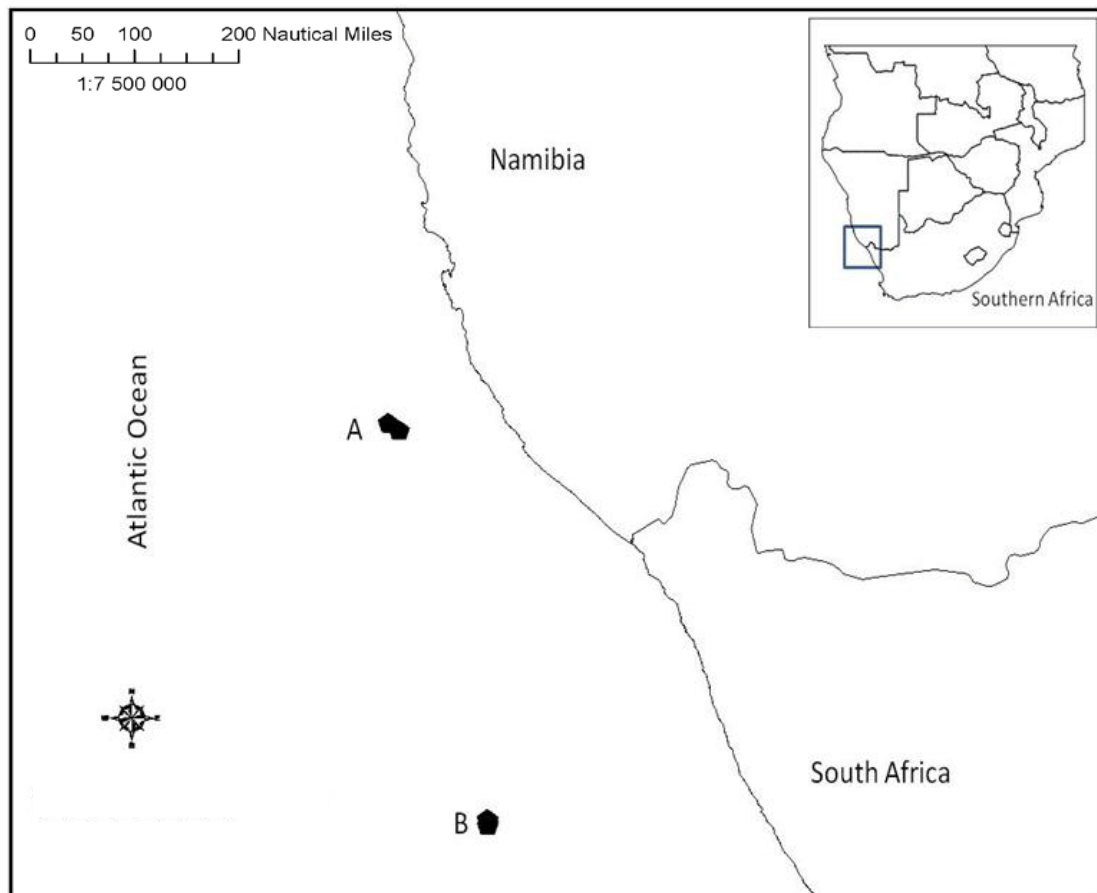 0 50 100 200 Nautical Miles
1:7 500 000
Namibia
Southern Africa
Atlantic Ocean
A
N
W E
S
South Africa
B